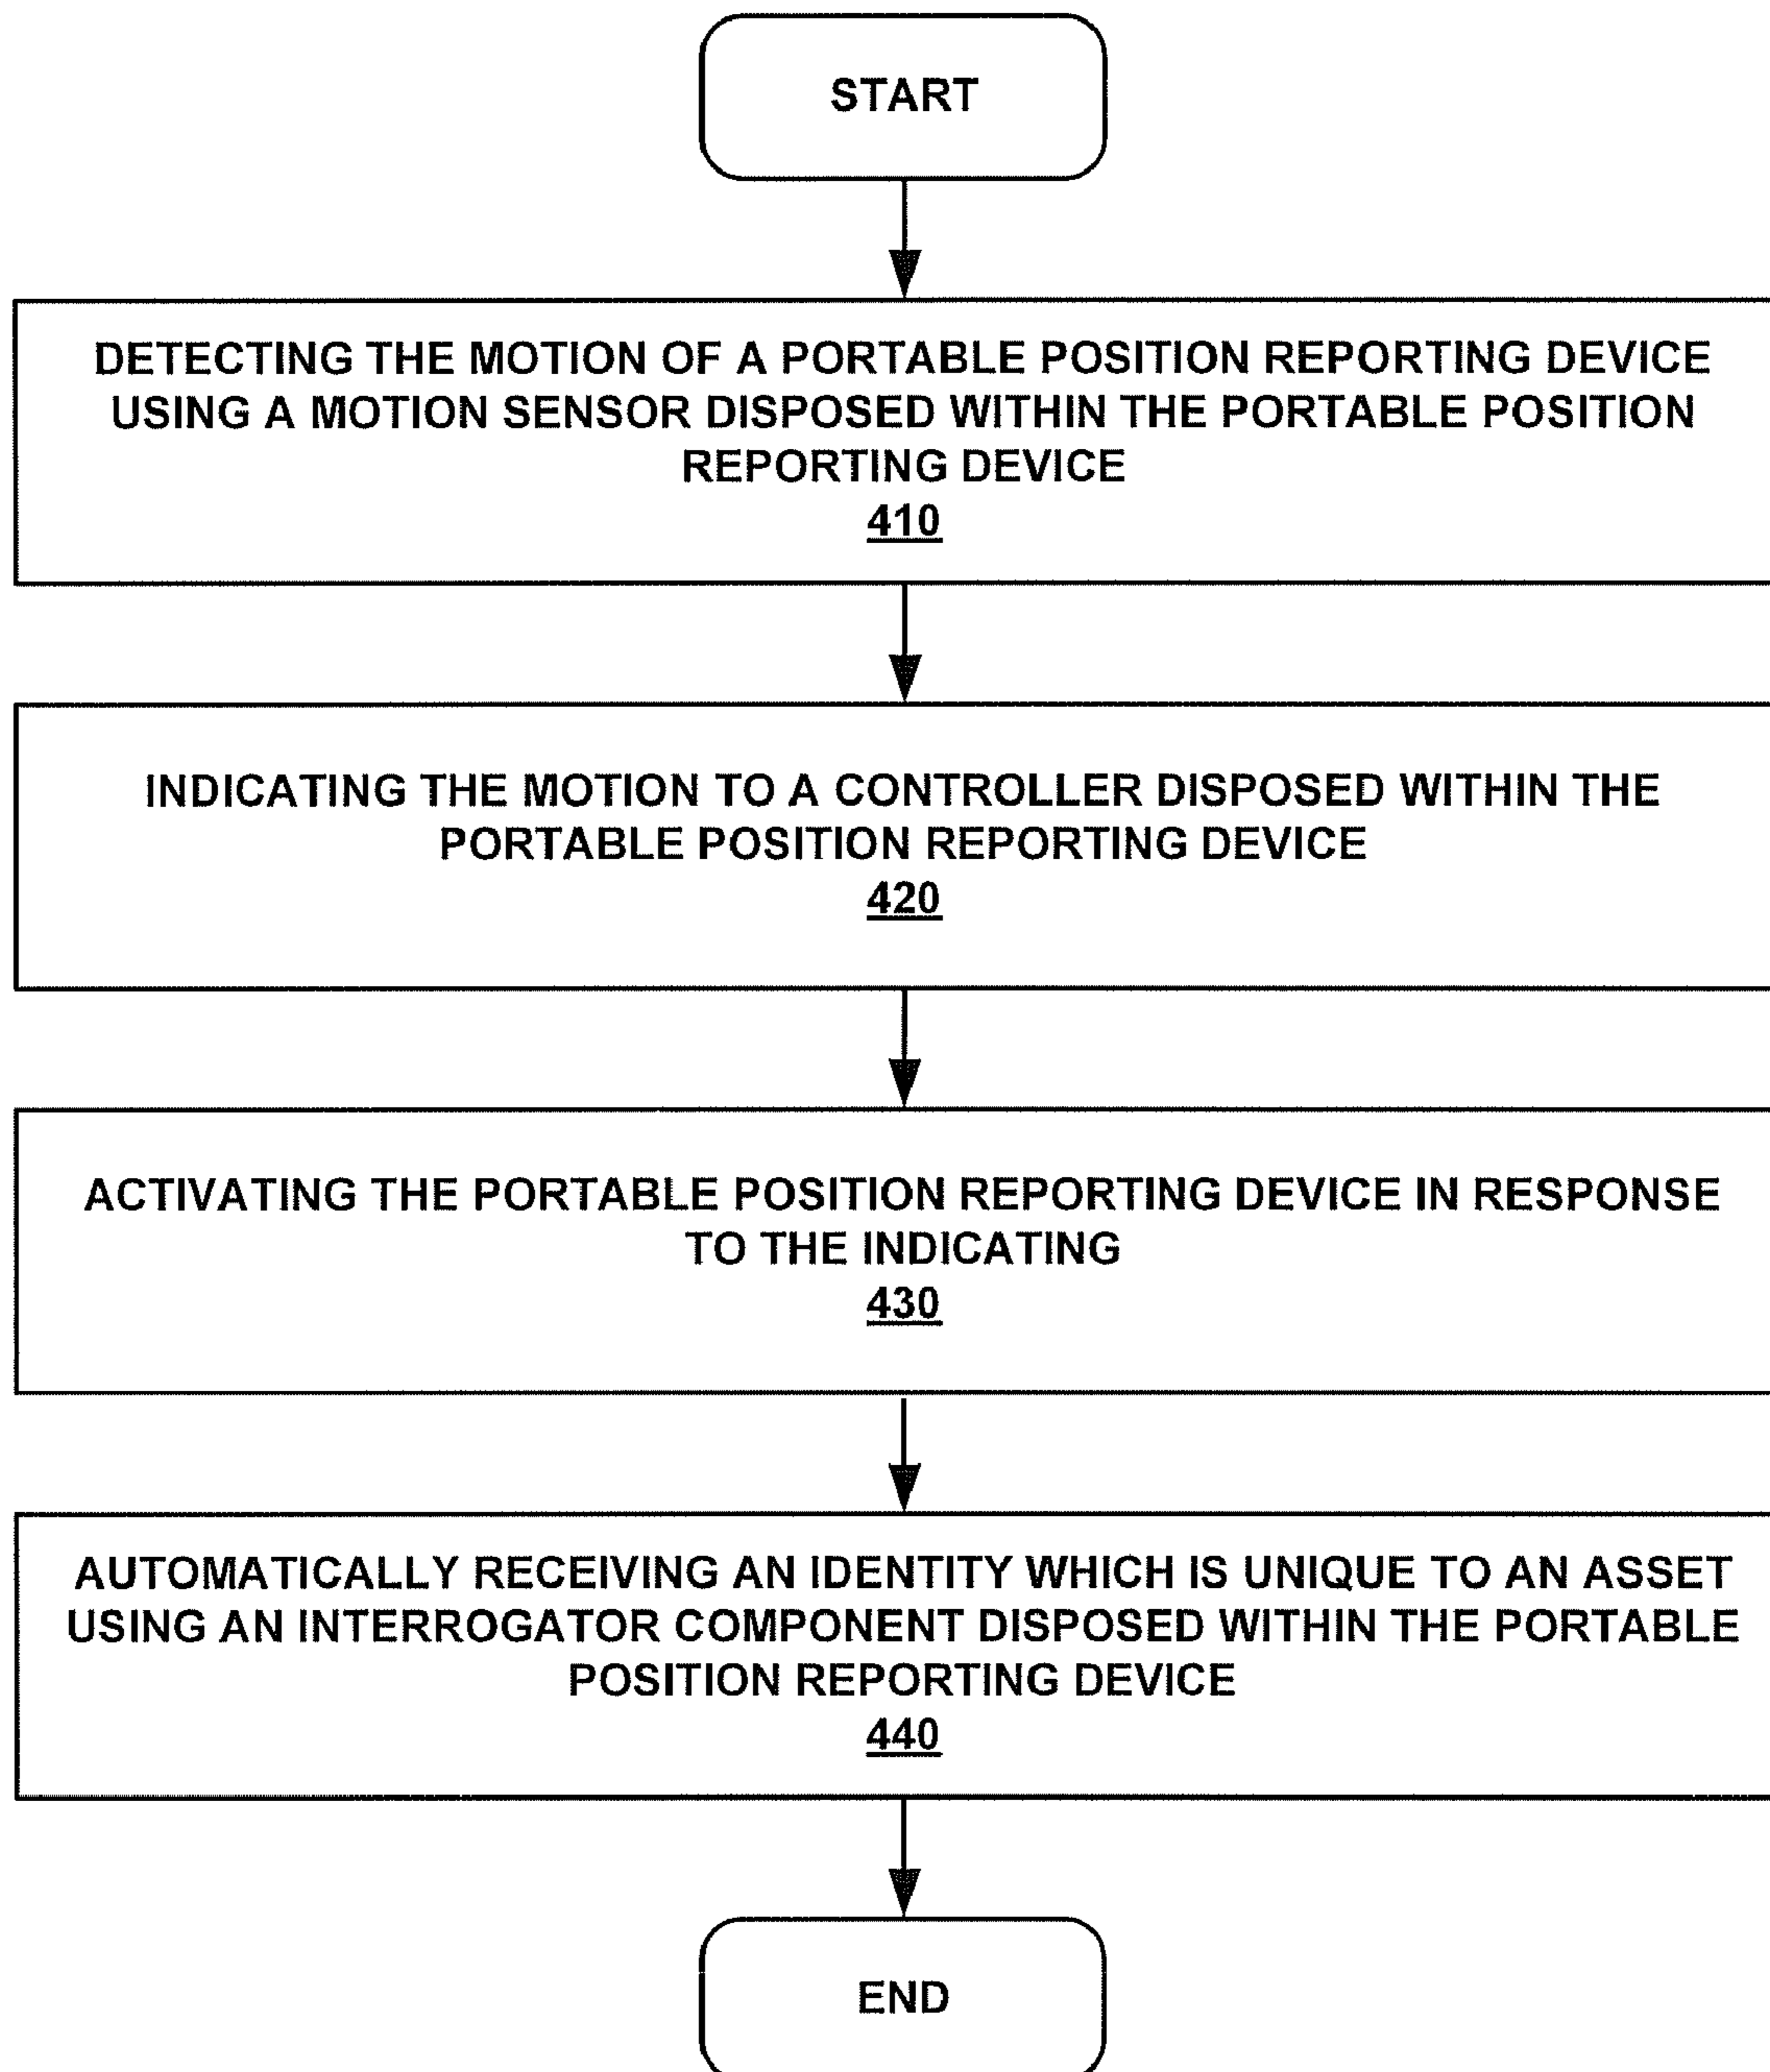 START
DETECTING THE MOTION OF A PORTABLE POSITION REPORTING DEVICE
USING A MOTION SENSOR DISPOSED WITHIN THE PORTABLE POSITION
REPORTING DEVICE
410
INDICATING THE MOTION TO A CONTROLLER DISPOSED WITHIN THE
PORTABLE POSITION REPORTING DEVICE
420
ACTIVATING THE PORTABLE POSITION REPORTING DEVICE IN RESPONSE
TO THE INDICATING
430
AUTOMATICALLY RECEIVING AN IDENTITY WHICH IS UNIQUE TO AN ASSET
USING AN INTERROGATOR COMPONENT DISPOSED WITHIN THE PORTABLE
POSITION REPORTING DEVICE
440
END